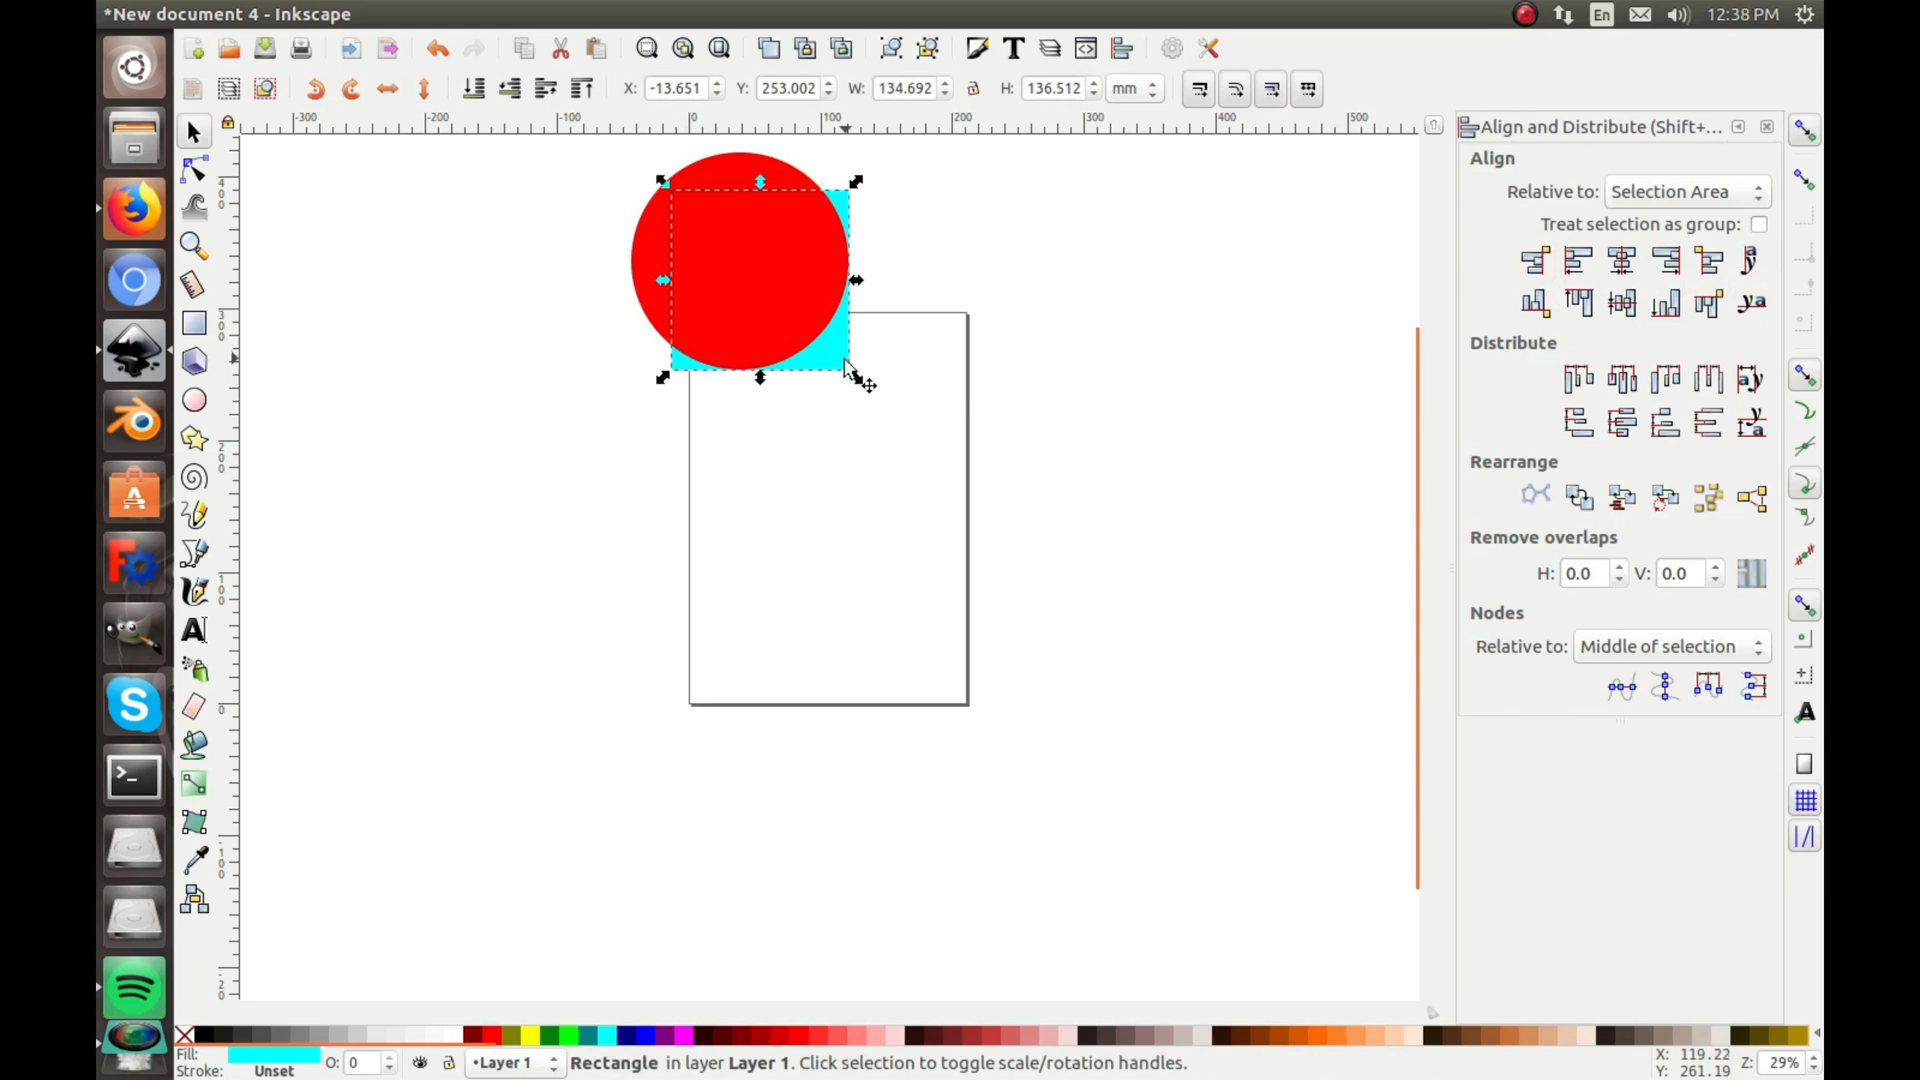 *New document 4 - Inkscape
En
12:38 PM
X: -13.651
Y: 253.002
W: 134.692
H: 136.512
mm
-300
-200
-100
0
100
200
300
400
500
Align and Distribute (Shift+...
Align
Relative to: Selection Area
Treat selection as group:
Distribute
Rearrange
Remove overlaps
H: 0.0
V: 0.0
Nodes
Relative to: Middle of selection
Fill:
Stroke: Unset
O: 0
•Layer 1
Rectangle in layer Layer 1. Click selection to toggle scale/rotation handles.
X: 119.22
Y: 261.19
Z: 29%